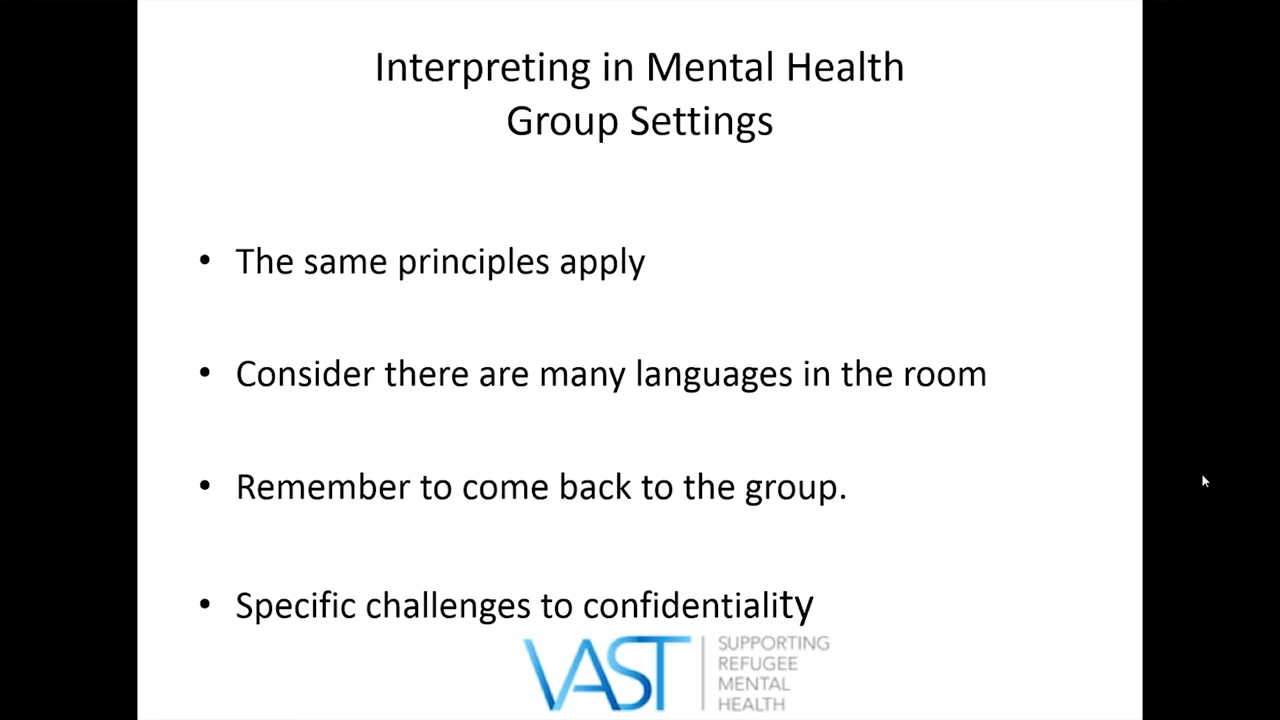 Interpreting in Mental Health
Group Settings
• The same principles apply
• Consider there are many languages in the room
• Remember to come back to the group.
• Specific challenges to confidentiality
VAST
SUPPORTING
REFUGEE
MENTAL
HEALTH